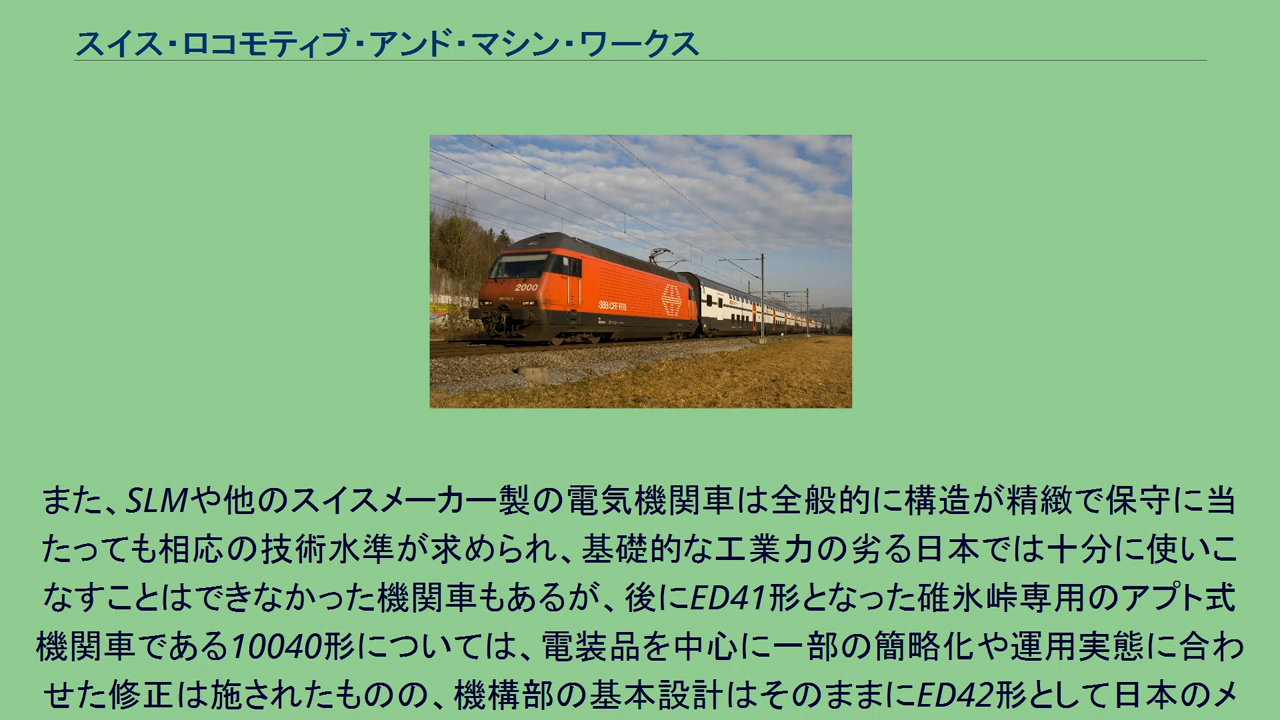 スイス・ロコモティブ・アンド・マシン・ワークス
2000
SBB CFF FFS
また、SLMや他のスイスメーカー製の電気機関車は全般的に構造が精緻で保守に当
たっても相応の技術水準が求められ、基礎的な工業力の劣る日本では十分に使いこ
なすことはできなかった機関車もあるが、後にED41形となった碓氷峠専用のアプト式
機関車である10040形については、電装品を中心に一部の簡略化や運用実態に合わ
せた修正は施されたものの、機構部の基本設計はそのままにED42形として日本のメ